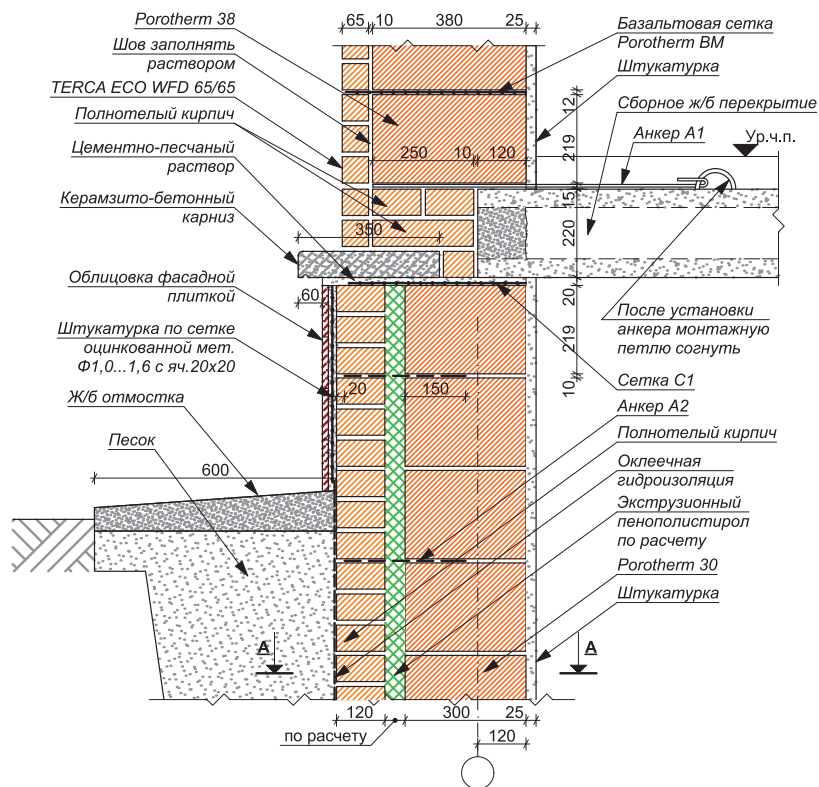 65
10
380
25
Porotherm 38
Шов заполнять
раствором
TERCA ECO WFD 65/65
Полнотелый кирпич
Цементно-песчаный
раствор
Керамзито-бетонный
карниз
Облицовка фасадной
плиткой
Штукатурка по сетке
оцинкованной мет.
Ф1,0...1,6 с яч.20х20
Ж/б отмостка
Песок
600
350
60
250
10
120
20
150
12
219
15
220
20
219
10
Базальтовая сетка
Porotherm BM
Штукатурка
Сборное ж/б перекрытие
Анкер А1
Ур.ч.п.
После установки
анкера монтажную
петлю согнуть
Сетка С1
Анкер А2
Полнотелый кирпич
Оклеечная
гидроизоляция
Экструзионный
пенополистирол
по расчету
Porotherm 30
Штукатурка
А
А
120
300
25
по расчету
120